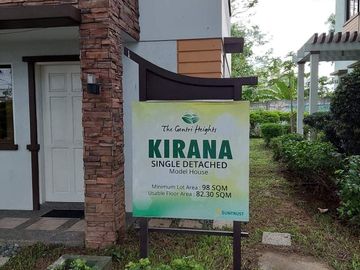 The Gentri Heights
KIRANA
SINGLE DETACHED
Model House
Minimum Lot Area : 98 SQM
Usable Floor Area : 82.30 SQM
SUNTRUST